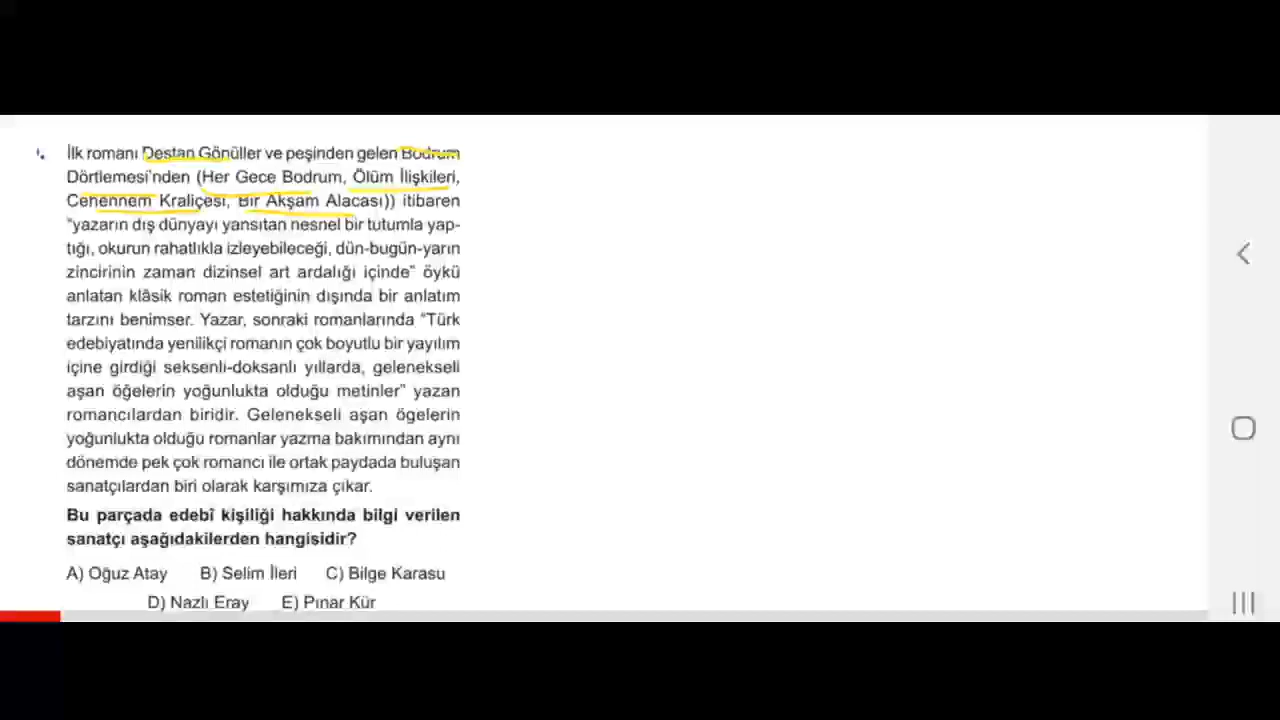 İlk romanı Destan Gönüller ve peşinden gelen Bodrum
Dörtlemesi'nden (Her Gece Bodrum, Ölüm İlişkileri,
Cehennem Kraliçesi, Bir Akşam Alacası)) itibaren
"yazarın dış dünyayı yansıtan nesnel bir tutumla yap-
tığı, okurun rahatlıkla izleyebileceği, dün-bugün-yarın
zincirinin zaman dizinsel art ardalığı içinde" öykü
anlatan klâsik roman estetiğinin dışında bir anlatım
tarzını benimser. Yazar, sonraki romanlarında "Türk
edebiyatında yenilikçi romanın çok boyutlu bir yayılım
içine girdiği seksenli-doksanlı yıllarda, gelenekseli
aşan öğelerin yoğunlukta olduğu metinler" yazan
romancılardan biridir. Gelenekseli aşan ögelerin
yoğunlukta olduğu romanlar yazma bakımından aynı
dönemde pek çok romancı ile ortak paydada buluşan
sanatçılardan biri olarak karşımıza çıkar.
Bu parçada edebî kişiliği hakkında bilgi verilen
sanatçı aşağıdakilerden hangisidir?
A) Oğuz Atay B) Selim İleri C) Bilge Karasu
D) Nazlı Eray E) Pınar Kür